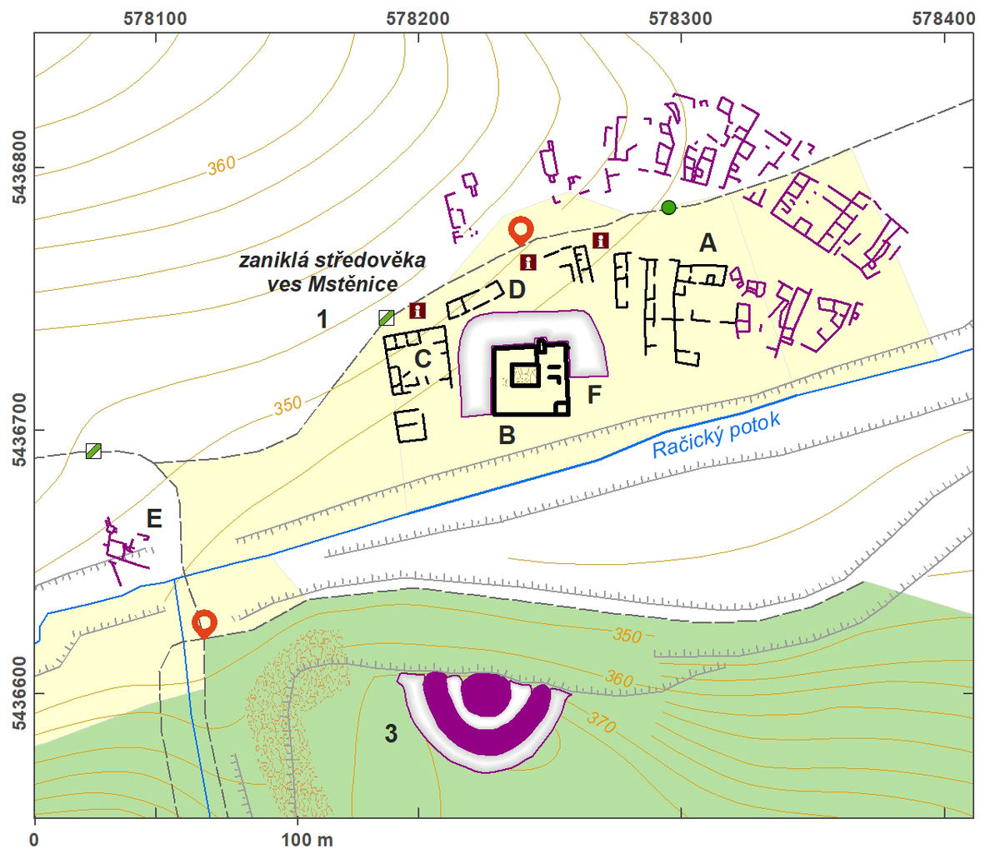 578100 578200 578300 578400
5436800
360
A
zaniklá středověka
ves Mstěnice
1
D
C
350
F
5436700
B
Račický potok
E
350
360
5436600
370
3
0 100 m